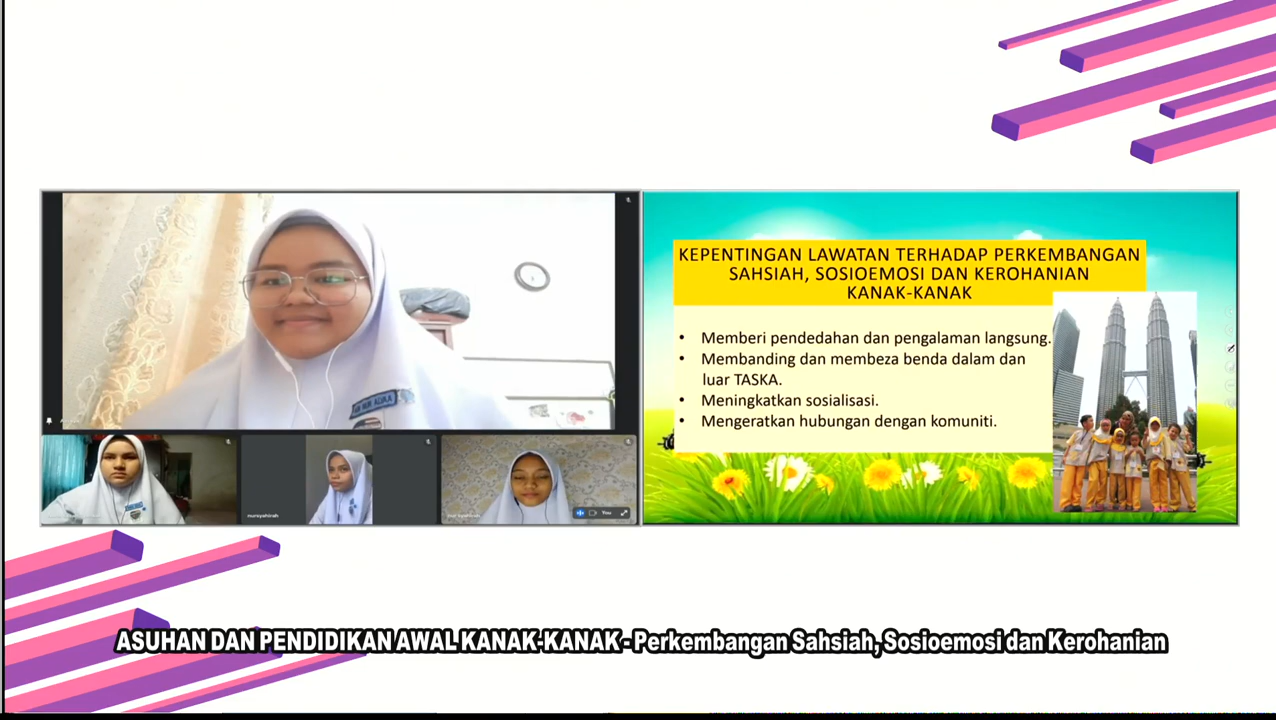 KEPENTINGAN LAWATAN TERHADAP PERKEMBANGAN
SAHSIAH, SOSIOEMOSI DAN KEROHANIAN
KANAK-KANAK
• Memberi pendedahan dan pengalaman langsung.
• Membanding dan membeza benda dalam dan
luar TASKA.
• Meningkatkan sosialisasi.
• Mengeratkan hubungan dengan komuniti.
nursyahirah
You
ASUHAN DAN PENDIDIKAN AWAL KANAK-KANAK - Perkembangan Sahsiah, Sosioemosi dan Kerohanian